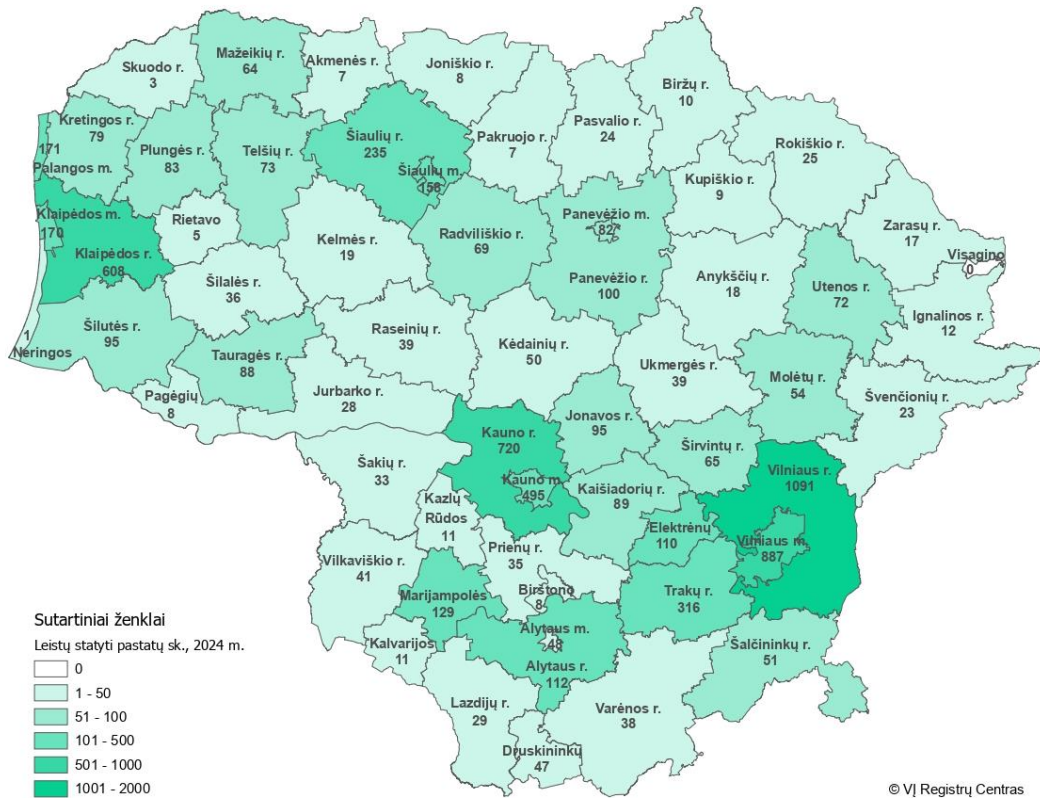 Skuodo r.
3
Mažeikių r.
64
Akmenės r.
7
Joniškio r.
8
Biržų r.
10
Kretingos r.
79
171
Palangos m.
Plungės r.
83
Telšių r.
73
Šiaulių r.
235
Šiaulių m.
158
Pakruojo r.
7
Pasvalio r.
24
Rokiškio r.
25
Kupiškio r.
9
Klaipėdos m.
170
Klaipėdos r.
608
Rietavo
5
Kelmės r.
19
Radviliškio r.
69
Panevėžio m.
82
Panevėžio r.
100
Anykščių r.
18
Zarasų r.
17
Visagino
0
Utenos r.
72
Ignalinos r.
12
Šilalės r.
36
1
Neringos
Šilutės r.
95
Tauragės r.
88
Raseinių r.
39
Kėdainių r.
50
Ukmergės r.
39
Molėtų r.
54
Švenčionių r.
23
Pagėgių
8
Jurbarko r.
28
Jonavos r.
95
Širvintų r.
65
Kauno r.
720
Kauno m.
495
Šakių r.
33
Kaišiadorių r.
89
Vilniaus r.
1091
Kazlų
Rūdos
11
Elektrėnų
110
Vilniaus m.
887
Prienų r.
35
Vilkaviškio r.
41
Birštono
8
Marijampolės
129
Trakų r.
316
Alytaus m.
48
Kalvarijos
11
Alytaus r.
112
Šalčininkų r.
51
Lazdijų r.
29
Varėnos r.
38
Druskininkų
47
Sutartiniai ženklai
Leistų statyti pastatų sk., 2024 m.
0
1 - 50
51 - 100
101 - 500
501 - 1000
1001 - 2000
© VĮ Registrų Centras